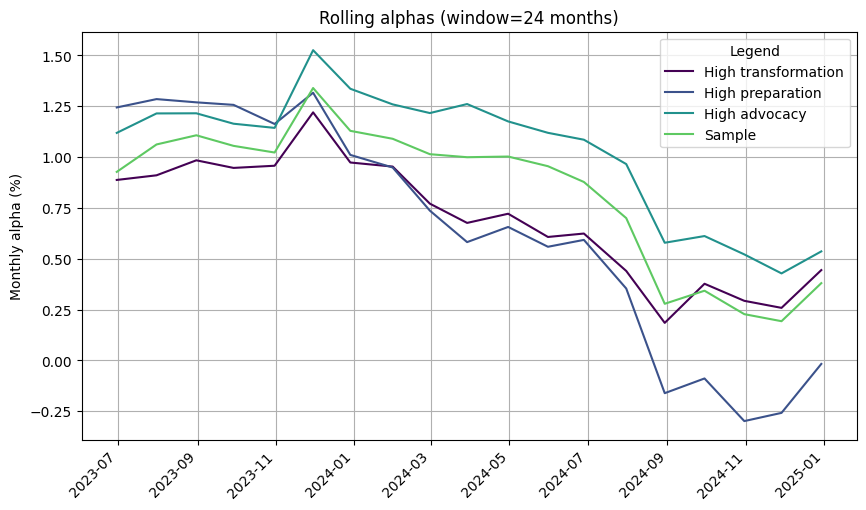 Rolling alphas (window=24 months)
Legend
High transformation
High preparation
High advocacy
Sample
Monthly alpha (%)
1.50
1.25
1.00
0.75
0.50
0.25
0.00
−0.25
2023-07
2023-09
2023-11
2024-01
2024-03
2024-05
2024-07
2024-09
2024-11
2025-01